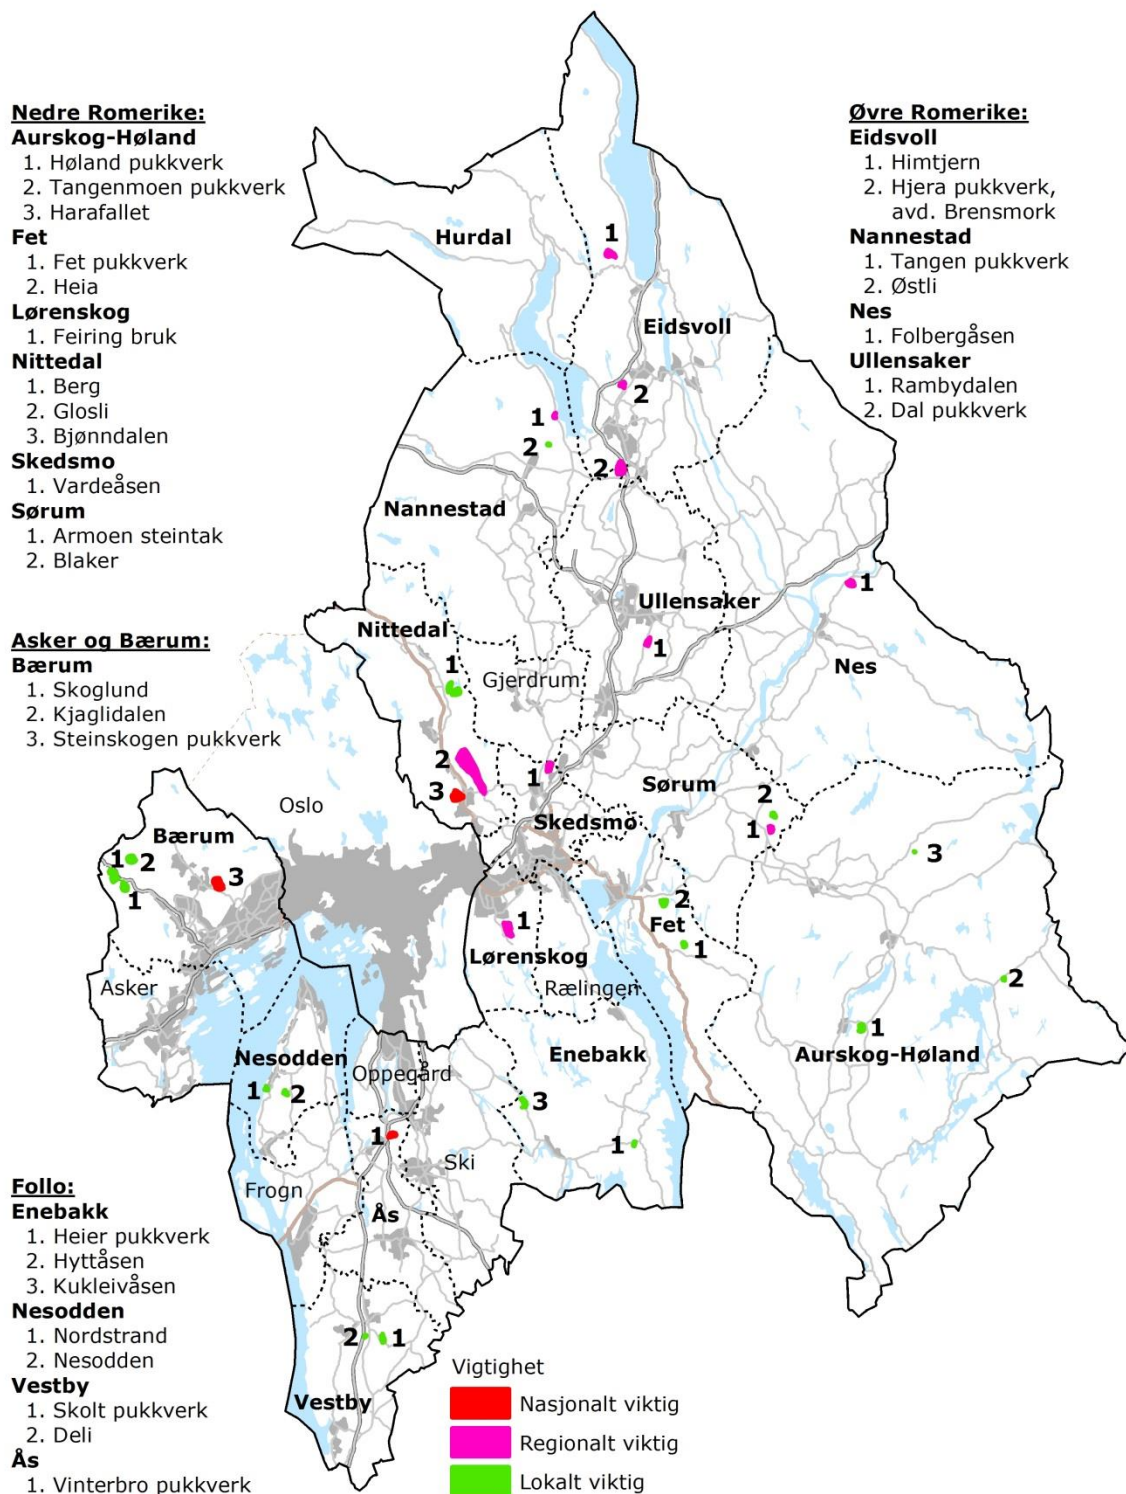 Nedre Romerike:
Aurskog-Høland
1. Høland pukkverk
2. Tangenmoen pukkverk
3. Harafallet
Fet
1. Fet pukkverk
2. Heia
Lørenskog
1. Feiring bruk
Nittedal
1. Berg
2. Glosli
3. Bjønndalen
Skedsmo
1. Vardeåsen
Sørum
1. Armoen steintak
2. Blaker
Asker og Bærum:
Bærum
1. Skoglund
2. Kjaglidalen
3. Steinskogen pukkverk
Øvre Romerike:
Eidsvoll
1. Himtjern
2. Hjera pukkverk,
avd. Brensmork
Nannestad
1. Tangen pukkverk
2. Østli
Nes
1. Folbergåsen
Ullensaker
1. Rambydalen
2. Dal pukkverk
Hurdal
1
Eidsvoll
2
1
2
2
Nannestad
1
Ullensaker
Nittedal
1
1
Gjerdrum
Nes
2
1
3
Sørum
2
Oslo
Skedsmo
1
Bærum
3
1
2
3
1
2
1
Fet
Lørenskog
1
Asker
Rælingen
2
1
Nesodden
Enebakk
Aurskog-Høland
Oppegård
1
2
3
1
1
Ski
Frogn
Ås
2
1
Vestby
Follo:
Enebakk
1. Heier pukkverk
2. Hyttåsen
3. Kukleivåsen
Nesodden
1. Nordstrand
2. Nesodden
Vestby
1. Skolt pukkverk
2. Deli
Ås
1. Vinterbro pukkverk
Vigtighet
Nasjonalt viktig
Regionalt viktig
Lokalt viktig